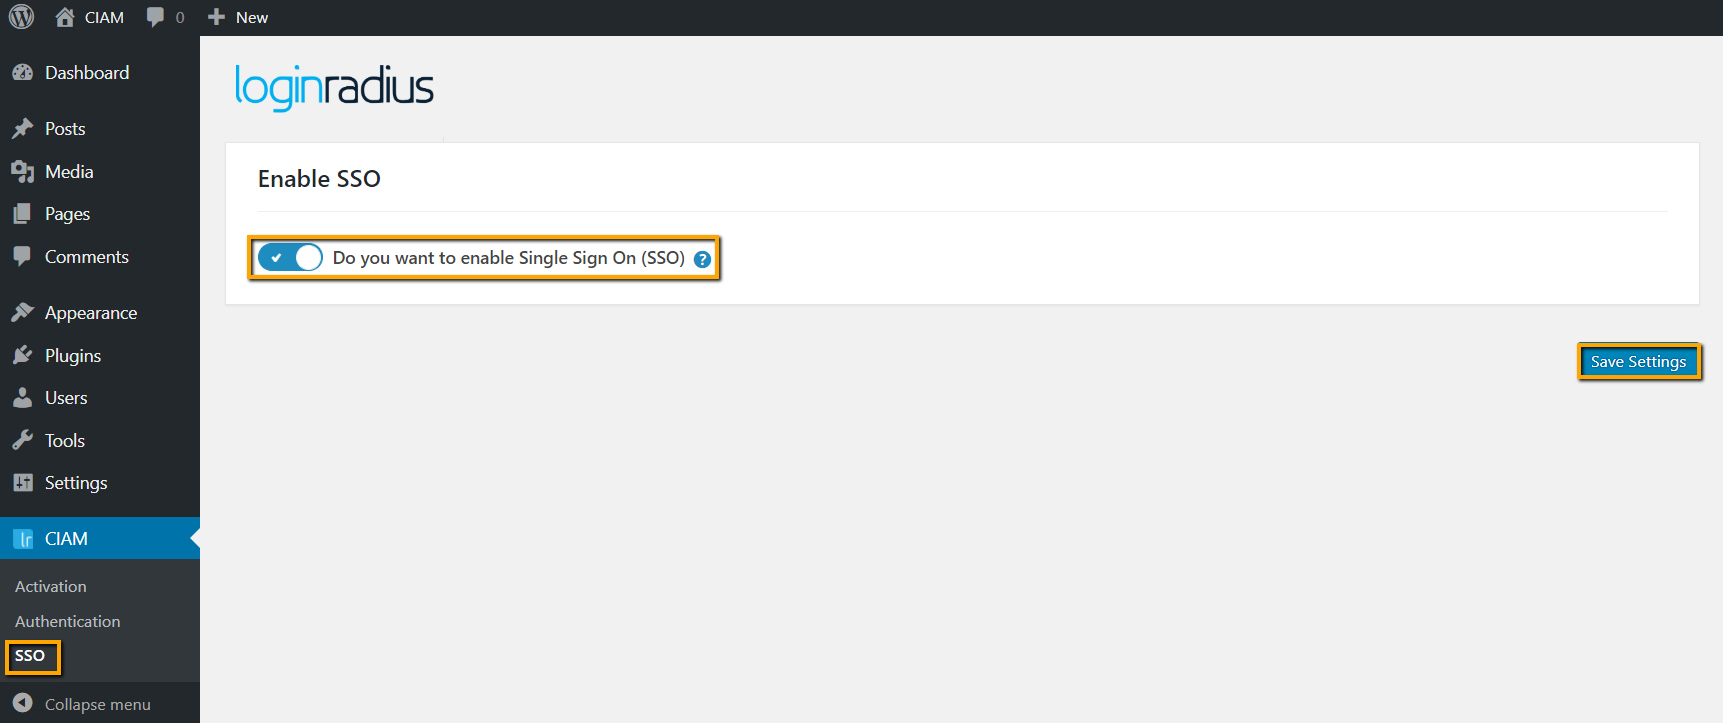 CIAM 0 New
Dashboard
Posts
Media
Pages
Comments
Appearance
Plugins
Users
Tools
Settings
lr CIAM
Activation
Authentication
SSO
Collapse menu
loginradius
Enable SSO
Do you want to enable Single Sign On (SSO) ?
Save Settings